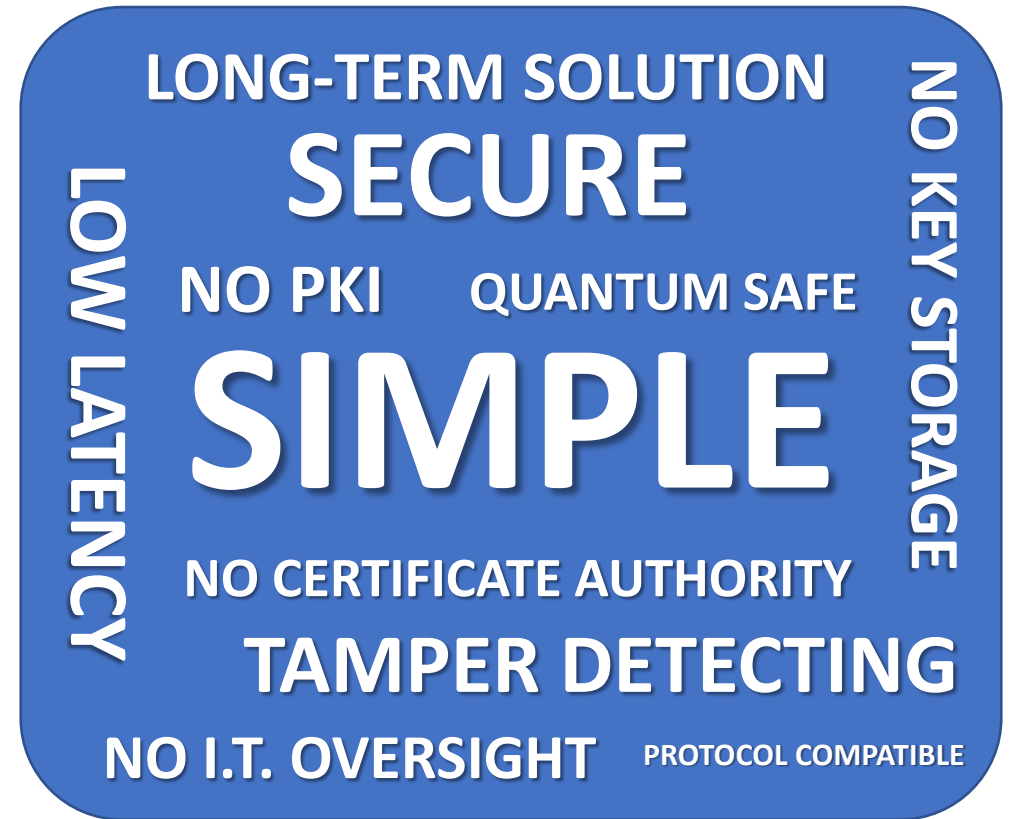 LONG-TERM SOLUTION
SECURE
NO KEY STORAGE
LOW LATENCY
NO PKI
QUANTUM SAFE
SIMPLE
NO CERTIFICATE AUTHORITY
TAMPER DETECTING
NO I.T. OVERSIGHT
PROTOCOL COMPATIBLE